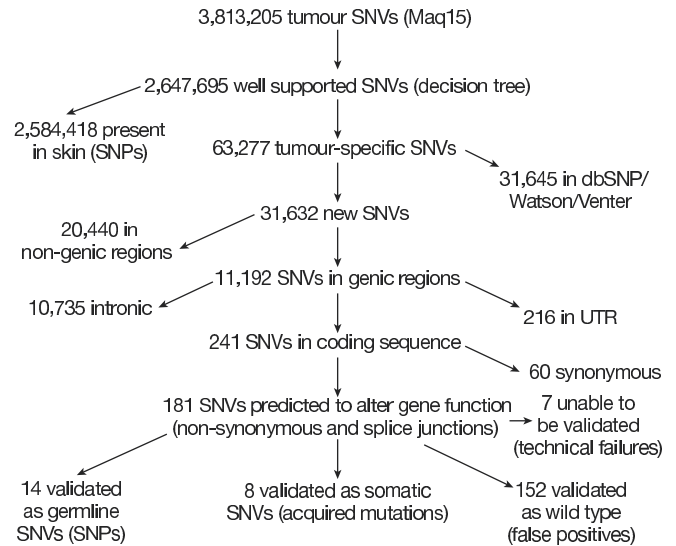 3,813,205 tumour SNVs (Maq15)
2,647,695 well supported SNVs (decision tree)
2,584,418 present
in skin (SNPs)
63,277 tumour-specific SNVs
31,645 in dbSNP/
Watson/Venter
31,632 new SNVs
20,440 in
non-genic regions
11,192 SNVs in genic regions
10,735 intronic
216 in UTR
241 SNVs in coding sequence
60 synonymous
181 SNVs predicted to alter gene function
(non-synonymous and splice junctions)
7 unable to
be validated
(technical failures)
14 validated
as germline
SNVs (SNPs)
8 validated as somatic
SNVs (acquired mutations)
152 validated
as wild type
(false positives)